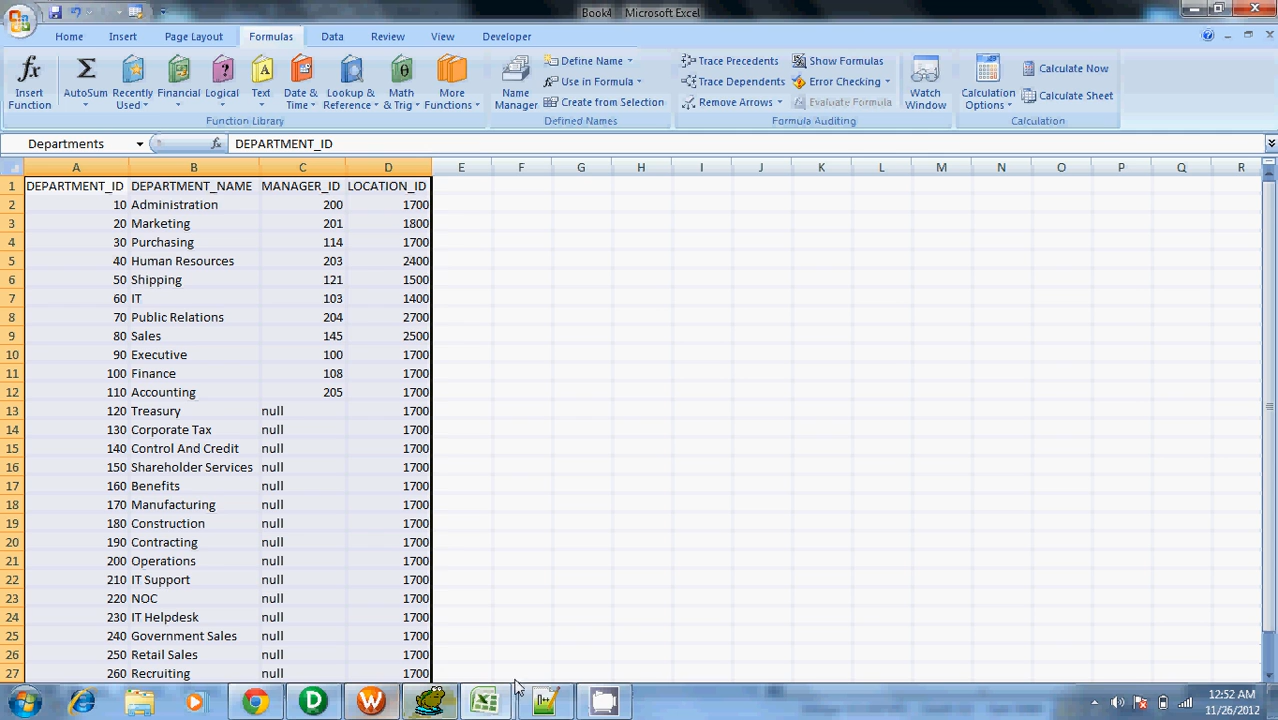 Book4 - Microsoft Excel
Home Insert Page Layout Formulas Data Review View Developer
Insert Function
AutoSum
Recently Used
Financial
Logical
Text
Date & Time
Lookup & Reference
Math & Trig
More Functions
Function Library
Name Manager
Define Name
Use in Formula
Create from Selection
Defined Names
Trace Precedents
Trace Dependents
Remove Arrows
Show Formulas
Error Checking
Evaluate Formula
Formula Auditing
Watch Window
Calculation Options
Calculate Now
Calculate Sheet
Calculation
Departments fx DEPARTMENT_ID
A B C D E F G H I J K L M N O P Q R
1 DEPARTMENT_ID DEPARTMENT_NAME MANAGER_ID LOCATION_ID
2 10 Administration 200 1700
3 20 Marketing 201 1800
4 30 Purchasing 114 1700
5 40 Human Resources 203 2400
6 50 Shipping 121 1500
7 60 IT 103 1400
8 70 Public Relations 204 2700
9 80 Sales 145 2500
10 90 Executive 100 1700
11 100 Finance 108 1700
12 110 Accounting 205 1700
13 120 Treasury null 1700
14 130 Corporate Tax null 1700
15 140 Control And Credit null 1700
16 150 Shareholder Services null 1700
17 160 Benefits null 1700
18 170 Manufacturing null 1700
19 180 Construction null 1700
20 190 Contracting null 1700
21 200 Operations null 1700
22 210 IT Support null 1700
23 220 NOC null 1700
24 230 IT Helpdesk null 1700
25 240 Government Sales null 1700
26 250 Retail Sales null 1700
27 260 Recruiting null 1700
12:52 AM
11/26/2012